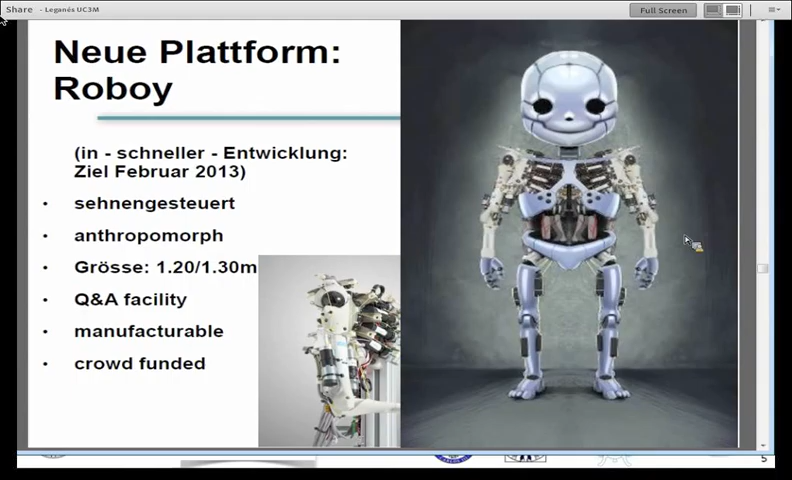 Share - Leganés UC3M
Full Screen
Neue Plattform:
Roboy
(in - schneller - Entwicklung:
Ziel Februar 2013)
• sehnengesteuert
• anthropomorph
• Grösse: 1.20/1.30m
• Q&A facility
• manufacturable
• crowd funded
5